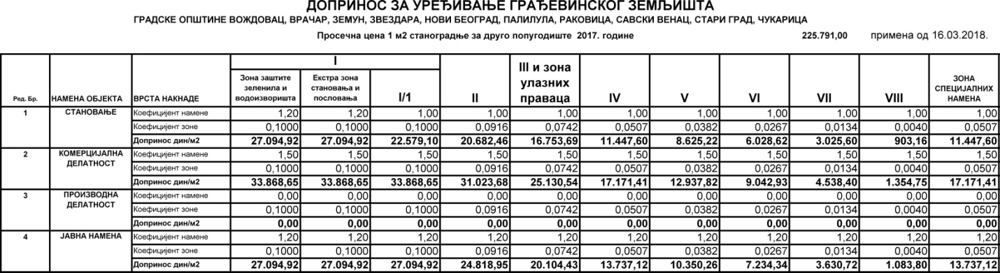 ДОПРИНОС ЗА УРЕЂИВАЊЕ ГРАЂЕВИНСКОГ ЗЕМЉИШТА
ГРАДСКЕ ОПШТИНЕ ВОЖДОВАЦ, ВРАЧАР, ЗЕМУН, ЗВЕЗДАРА, НОВИ БЕОГРАД, ПАЛИЛУЛА, РАКОВИЦА, САВСКИ ВЕНАЦ, СТАРИ ГРАД, ЧУКАРИЦА
Просечна цена 1 м2 станоградње за друго попугодиште 2017. године 225.791,00 примена од 16.03.2018.
I
Ред. Бр. НАМЕНА ОБЈЕКТА ВРСТА НАКНАДЕ
Зона заштите
зеленила и
водоизворишта
Екстра зона
становања и
пословања
I/1
II
III и зона
улазних
праваца
IV V VI VII VIII
ЗОНА
СПЕЦИЈАЛНИХ
НАМЕНА
1 СТАНОВАЊЕ Коефицијент намене 1,20 1,20 1,00 1,00 1,00 1,00 1,00 1,00 1,00 1,00 1,00
Коефицијент зоне 0,1000 0,1000 0,1000 0,0916 0,0742 0,0507 0,0382 0,0267 0,0134 0,0040 0,0507
Допринос дин/м2 27.094,92 27.094,92 22.579,10 20.682,46 16.753,69 11.447,60 8.625,22 6.028,62 3.025,60 903,16 11.447,60
2 КОМЕРЦИЈАЛНА Коефицијент намене 1,50 1,50 1,50 1,50 1,50 1,50 1,50 1,50 1,50 1,50 1,50
ДЕЛАТНОСТ Коефицијент зоне 0,1000 0,1000 0,1000 0,0916 0,0742 0,0507 0,0382 0,0267 0,0134 0,0040 0,0507
Допринос дин/м2 33.868,65 33.868,65 33.868,65 31.023,68 25.130,54 17.171,41 12.937,82 9.042,93 4.538,40 1.354,75 17.171,41
3 ПРОИЗВОДНА Коефицијент намене 0,00 0,00 0,00 0,00 0,00 0,00 0,00 0,00 0,00 0,00 0,00
ДЕЛАТНОСТ Коефицијент зоне 0,1000 0,1000 0,1000 0,0916 0,0742 0,0507 0,0382 0,0267 0,0134 0,0040 0,0507
Допринос дин/м2 0,00 0,00 0,00 0,00 0,00 0,00 0,00 0,00 0,00 0,00 0,00
4 ЈАВНА НАМЕНА Коефицијент намене 1,20 1,20 1,20 1,20 1,20 1,20 1,20 1,20 1,20 1,20 1,20
Коефицијент зоне 0,1000 0,1000 0,1000 0,0916 0,0742 0,0507 0,0382 0,0267 0,0134 0,0040 0,0507
Допринос дин/м2 27.094,92 27.094,92 27.094,92 24.818,95 20.104,43 13.737,12 10.350,26 7.234,34 3.630,72 1.083,80 13.737,12